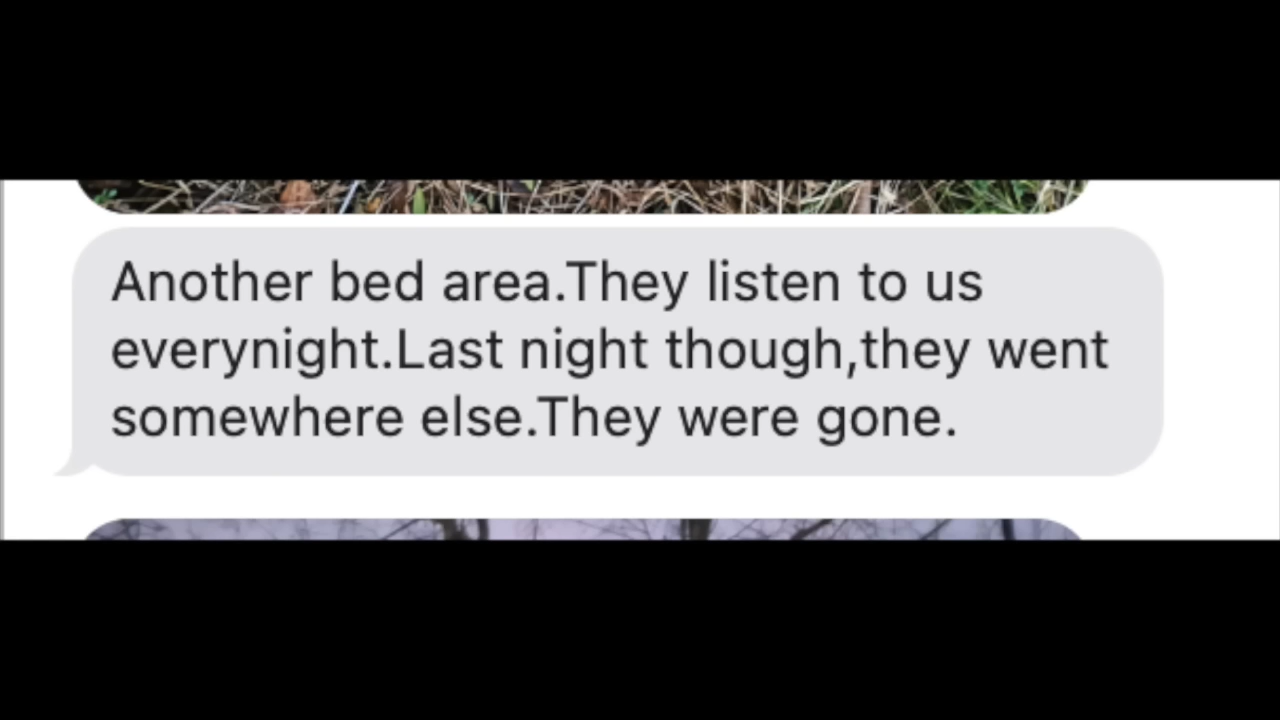 Another bed area.They listen to us
everynight.Last night though,they went
somewhere else.They were gone.